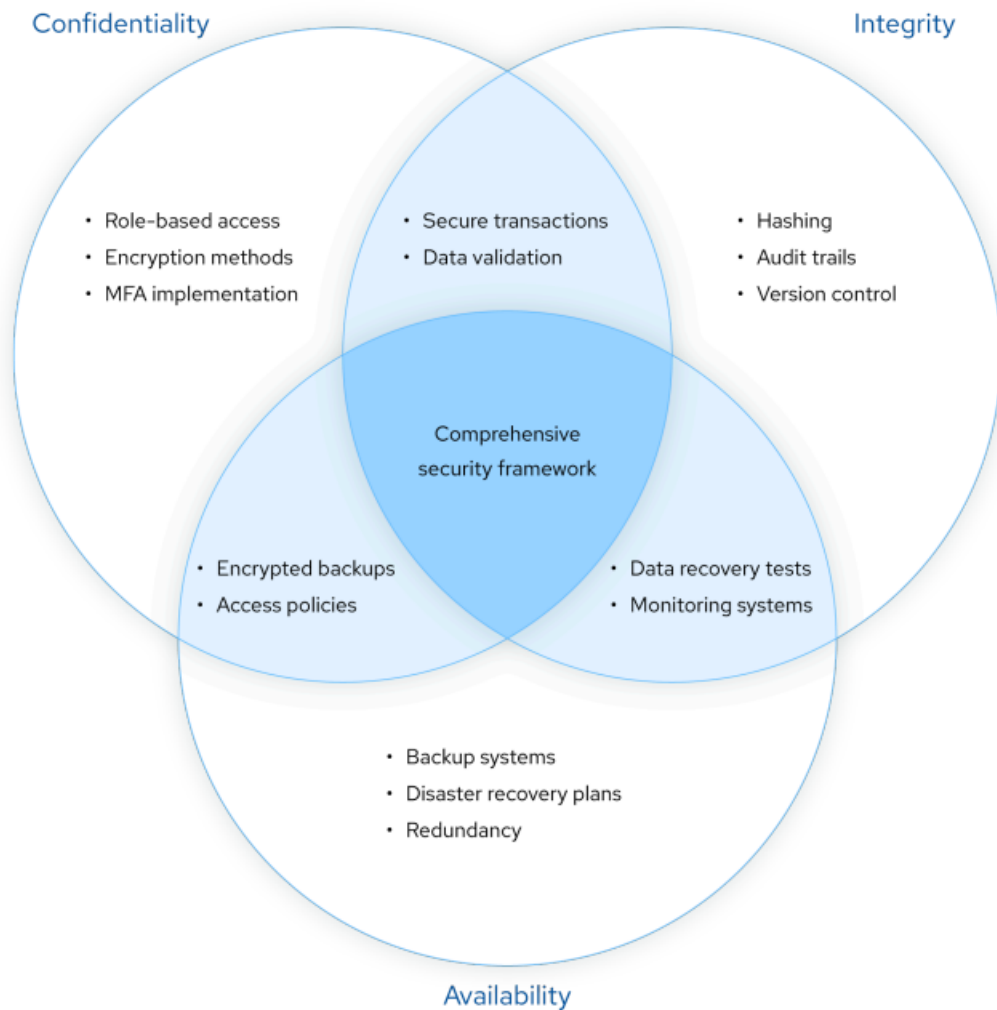 Confidentiality
Integrity
• Role-based access
• Encryption methods
• MFA implementation
• Secure transactions
• Data validation
• Hashing
• Audit trails
• Version control
Comprehensive
security framework
• Encrypted backups
• Access policies
• Data recovery tests
• Monitoring systems
• Backup systems
• Disaster recovery plans
• Redundancy
Availability